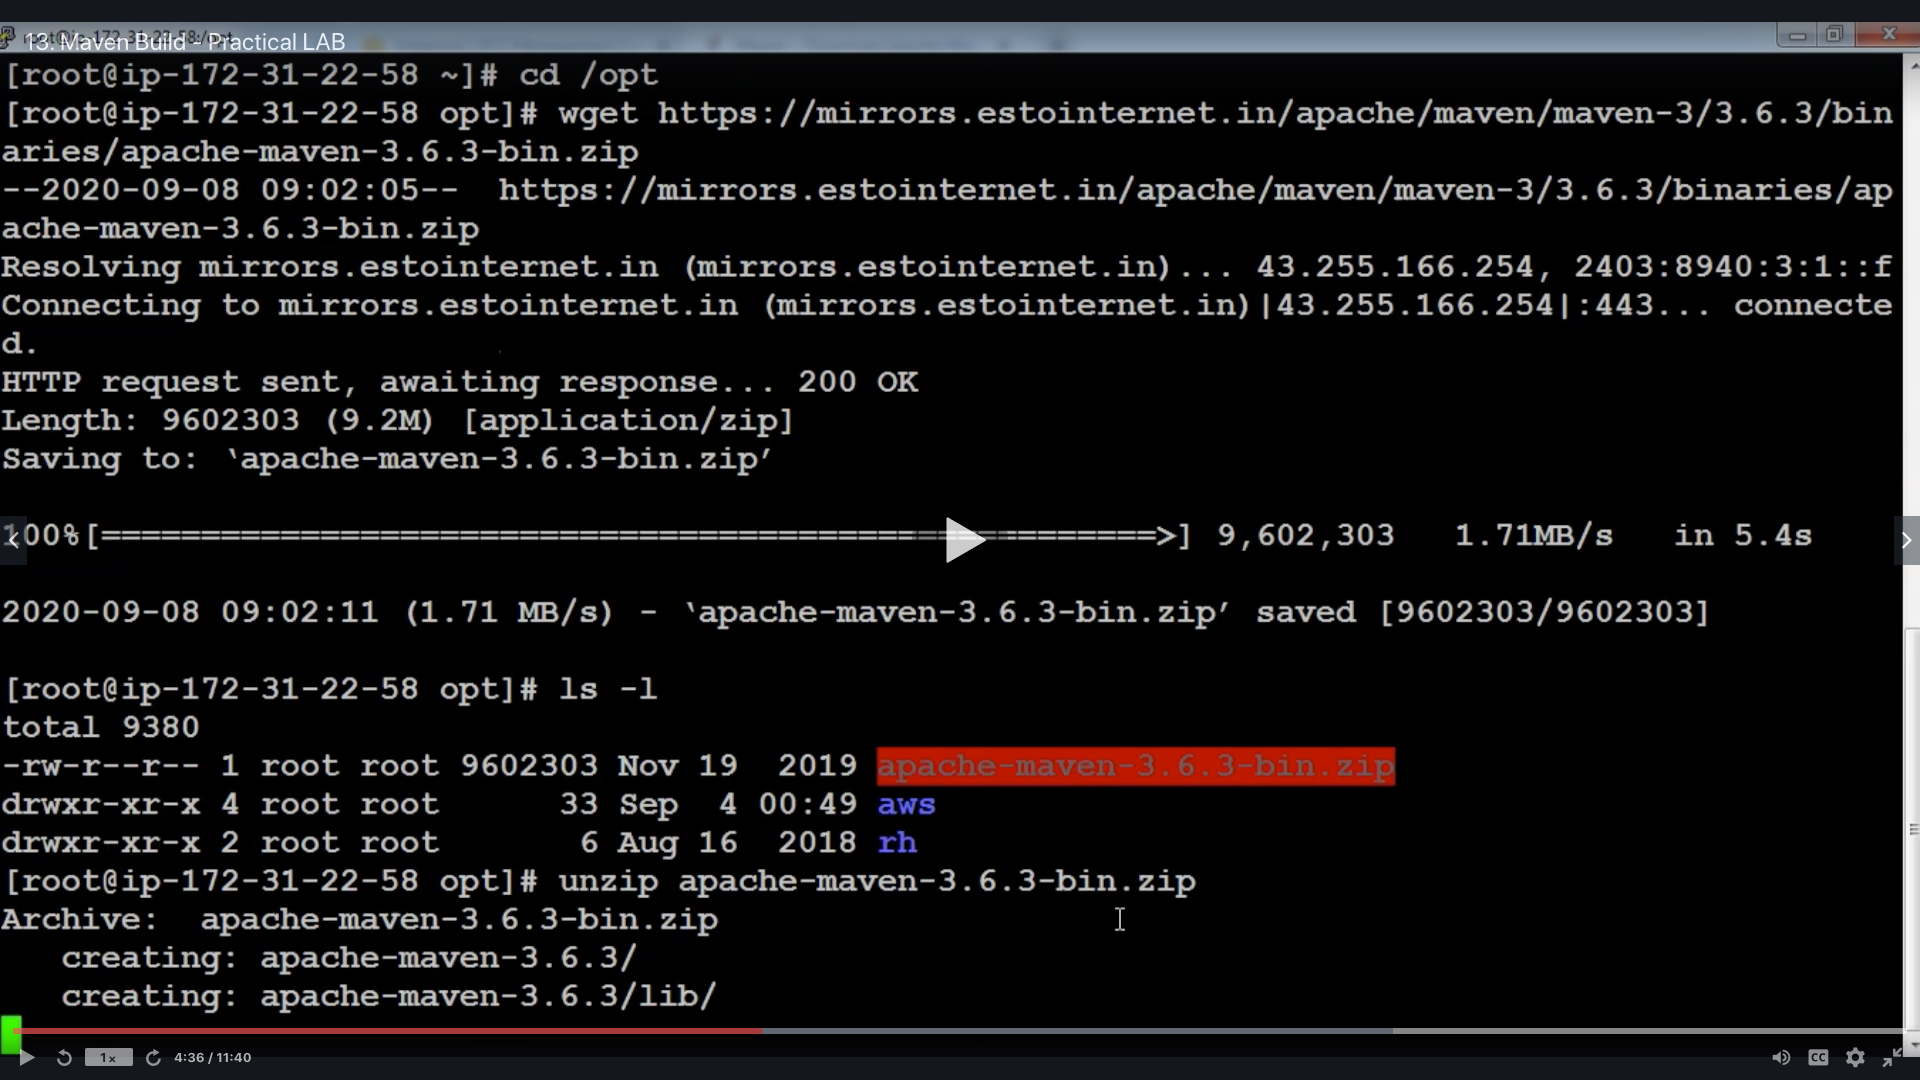 13. Maven Build - Practical LAB
[root@ip-172-31-22-58 ~]# cd /opt
[root@ip-172-31-22-58 opt]# wget https://mirrors.estointernet.in/apache/maven/maven-3/3.6.3/bin
aries/apache-maven-3.6.3-bin.zip
--2020-09-08 09:02:05--  https://mirrors.estointernet.in/apache/maven/maven-3/3.6.3/binaries/ap
ache-maven-3.6.3-bin.zip
Resolving mirrors.estointernet.in (mirrors.estointernet.in)... 43.255.166.254, 2403:8940:3:1::f
Connecting to mirrors.estointernet.in (mirrors.estointernet.in)|43.255.166.254|:443... connecte
d.
HTTP request sent, awaiting response... 200 OK
Length: 9602303 (9.2M) [application/zip]
Saving to: ‘apache-maven-3.6.3-bin.zip’
100%[=====================================================>] 9,602,303   1.71MB/s   in 5.4s
2020-09-08 09:02:11 (1.71 MB/s) - ‘apache-maven-3.6.3-bin.zip’ saved [9602303/9602303]
[root@ip-172-31-22-58 opt]# ls -l
total 9380
-rw-r--r-- 1 root root 9602303 Nov 19  2019 apache-maven-3.6.3-bin.zip
drwxr-xr-x 4 root root      33 Sep  4 00:49 aws
drwxr-xr-x 2 root root       6 Aug 16  2018 rh
[root@ip-172-31-22-58 opt]# unzip apache-maven-3.6.3-bin.zip
Archive:  apache-maven-3.6.3-bin.zip
   creating: apache-maven-3.6.3/
   creating: apache-maven-3.6.3/lib/
1x 4:36 / 11:40 CC